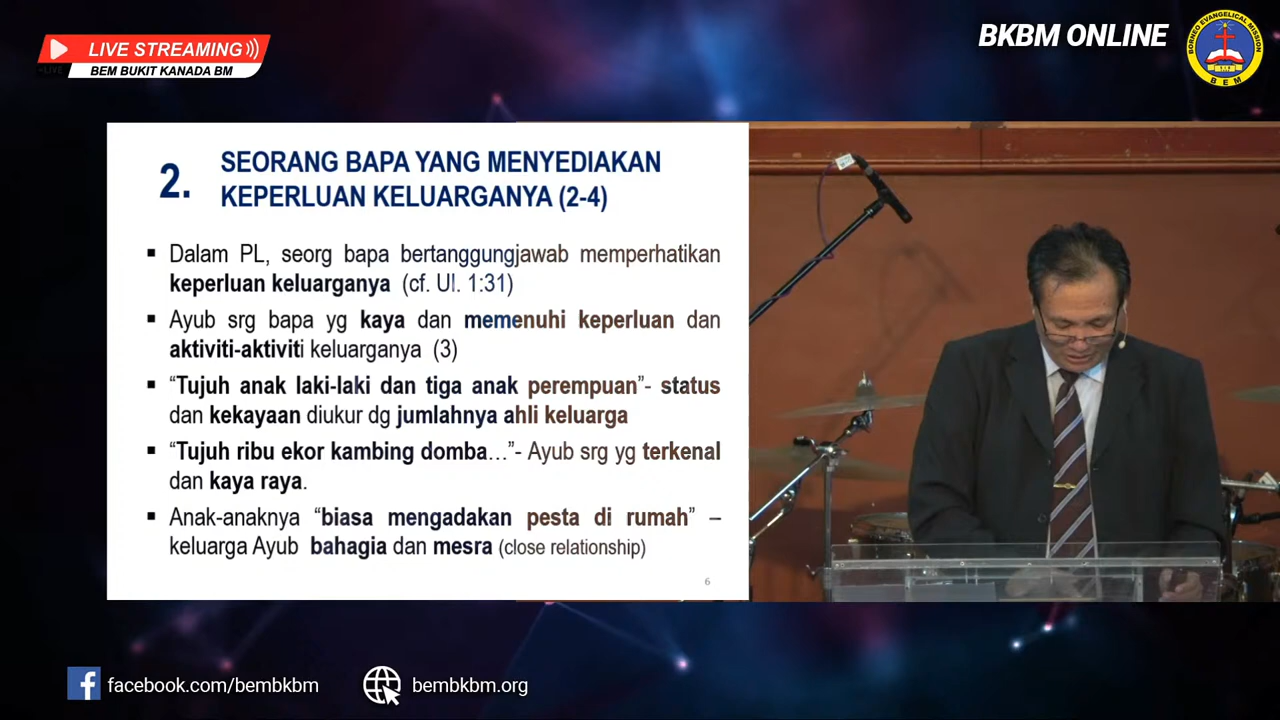 LIVE STREAMING
BEM BUKIT KANADA BM
BKBM ONLINE
BORNEO EVANGELICAL MISSION
B E M
2. SEORANG BAPA YANG MENYEDIAKAN
KEPERLUAN KELUARGANYA (2-4)
▪ Dalam PL, seorg bapa bertanggungjawab memperhatikan
keperluan keluarganya (cf. Ul. 1:31)
▪ Ayub srg bapa yg kaya dan memenuhi keperluan dan
aktiviti-aktiviti keluarganya (3)
▪ “Tujuh anak laki-laki dan tiga anak perempuan”- status
dan kekayaan diukur dg jumlahnya ahli keluarga
▪ “Tujuh ribu ekor kambing domba…”- Ayub srg yg terkenal
dan kaya raya.
▪ Anak-anaknya “biasa mengadakan pesta di rumah” –
keluarga Ayub bahagia dan mesra (close relationship)
6
facebook.com/bembkbm
bembkbm.org